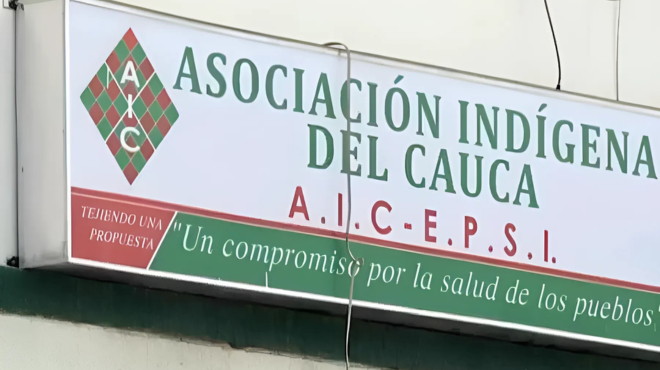 AIC
ASOCIACIÓN INDÍGENA
DEL CAUCA
A.I.C-E.P.S.I.
TEJIENDO UNA
PROPUESTA
"Un compromiso por la salud de los pueblos"